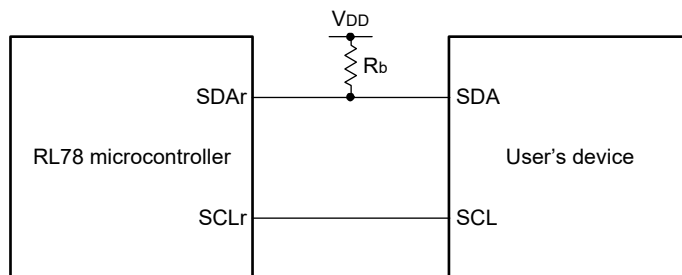 VDD
Rb
SDAr
SDA
RL78 microcontroller
User's device
SCLr
SCL